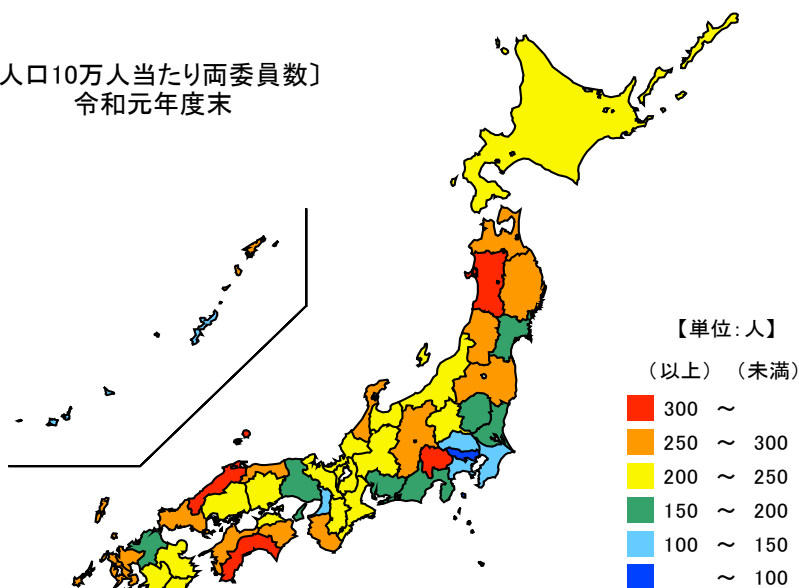 人口10万人当たり両委員数〕
令和元年度末
【単位：人】
（以上）　（未満）
300　～
250　～　300
200　～　250
150　～　200
100　～　150
～　100